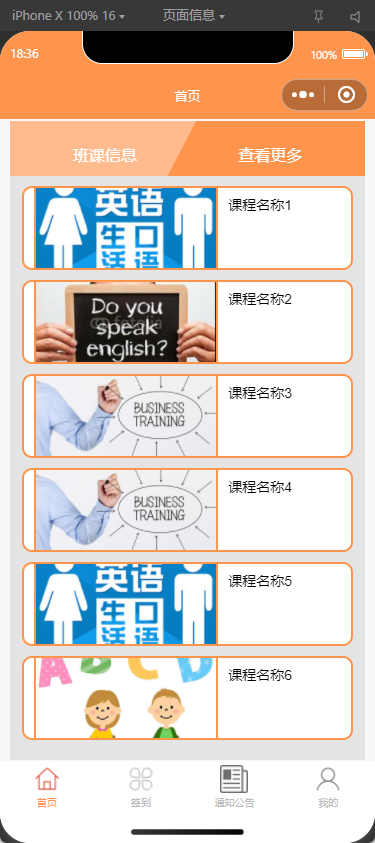 iPhone X 100% 16
页面信息
18:36
100%
首页
班课信息
查看更多
英语
生口
活语
课程名称1
Do you
speak
english?
fotolia
课程名称2
BUSINESS
TRAINING
课程名称3
BUSINESS
TRAINING
课程名称4
英语
生口
活语
课程名称5
ABCD
课程名称6
首页
签到
通知公告
我的